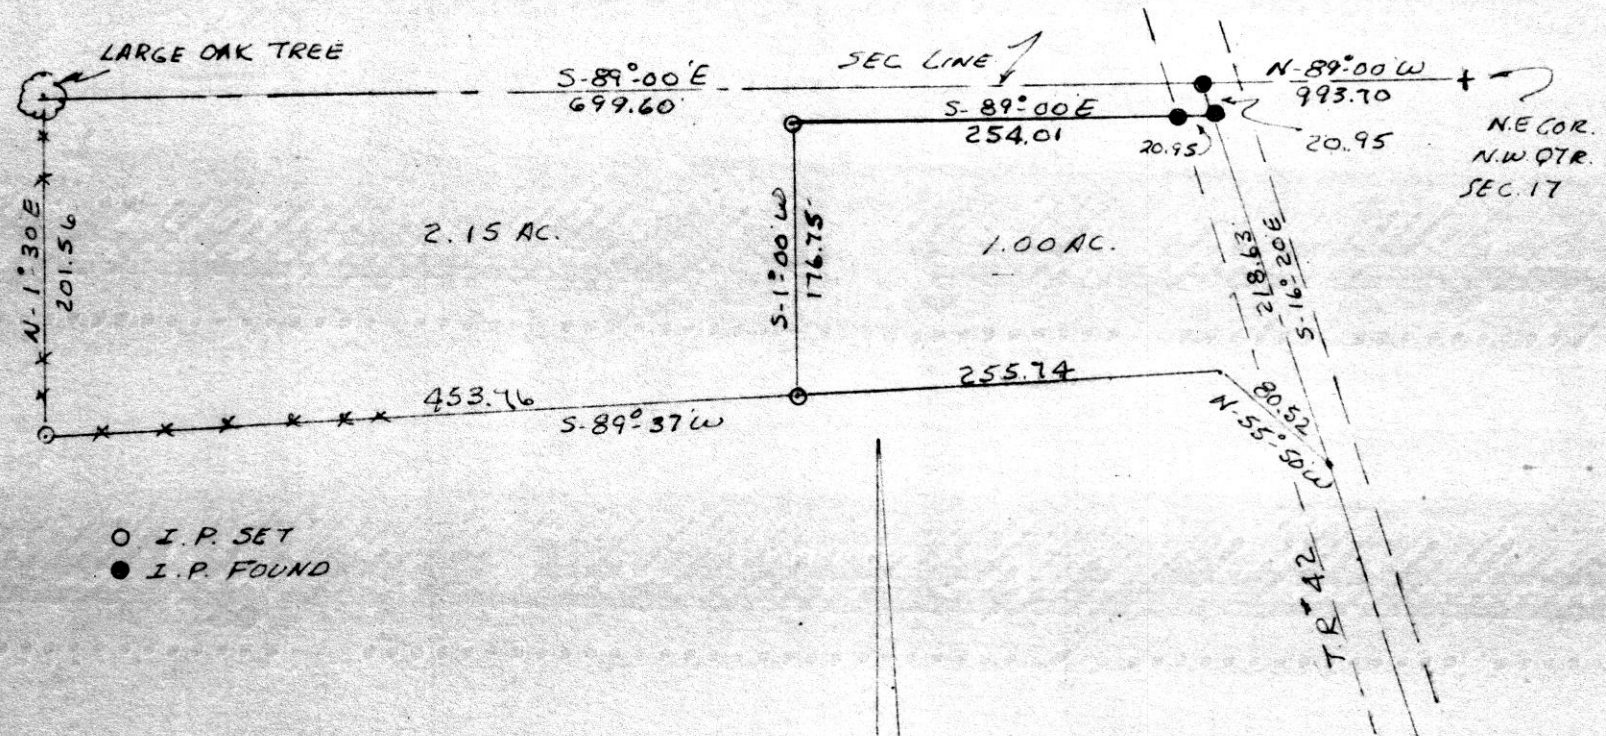 LARGE OAK TREE
SEC LINE
S-89°-00'E
699.60
N-89°-00'W
993.70
S-89°-00'E
254.01
20.95
20.95
N.E COR.
N.W. QTR.
SEC. 17
N-1°-30'E
201.56
2.15 AC.
S-1°-00'W
176.75
1.00 AC.
218.63
S-16°-20'E
453.76
S-89°-37'W
255.74
80.52
N-55°-50'W
I.P. SET
I.P. FOUND
T.R# 42